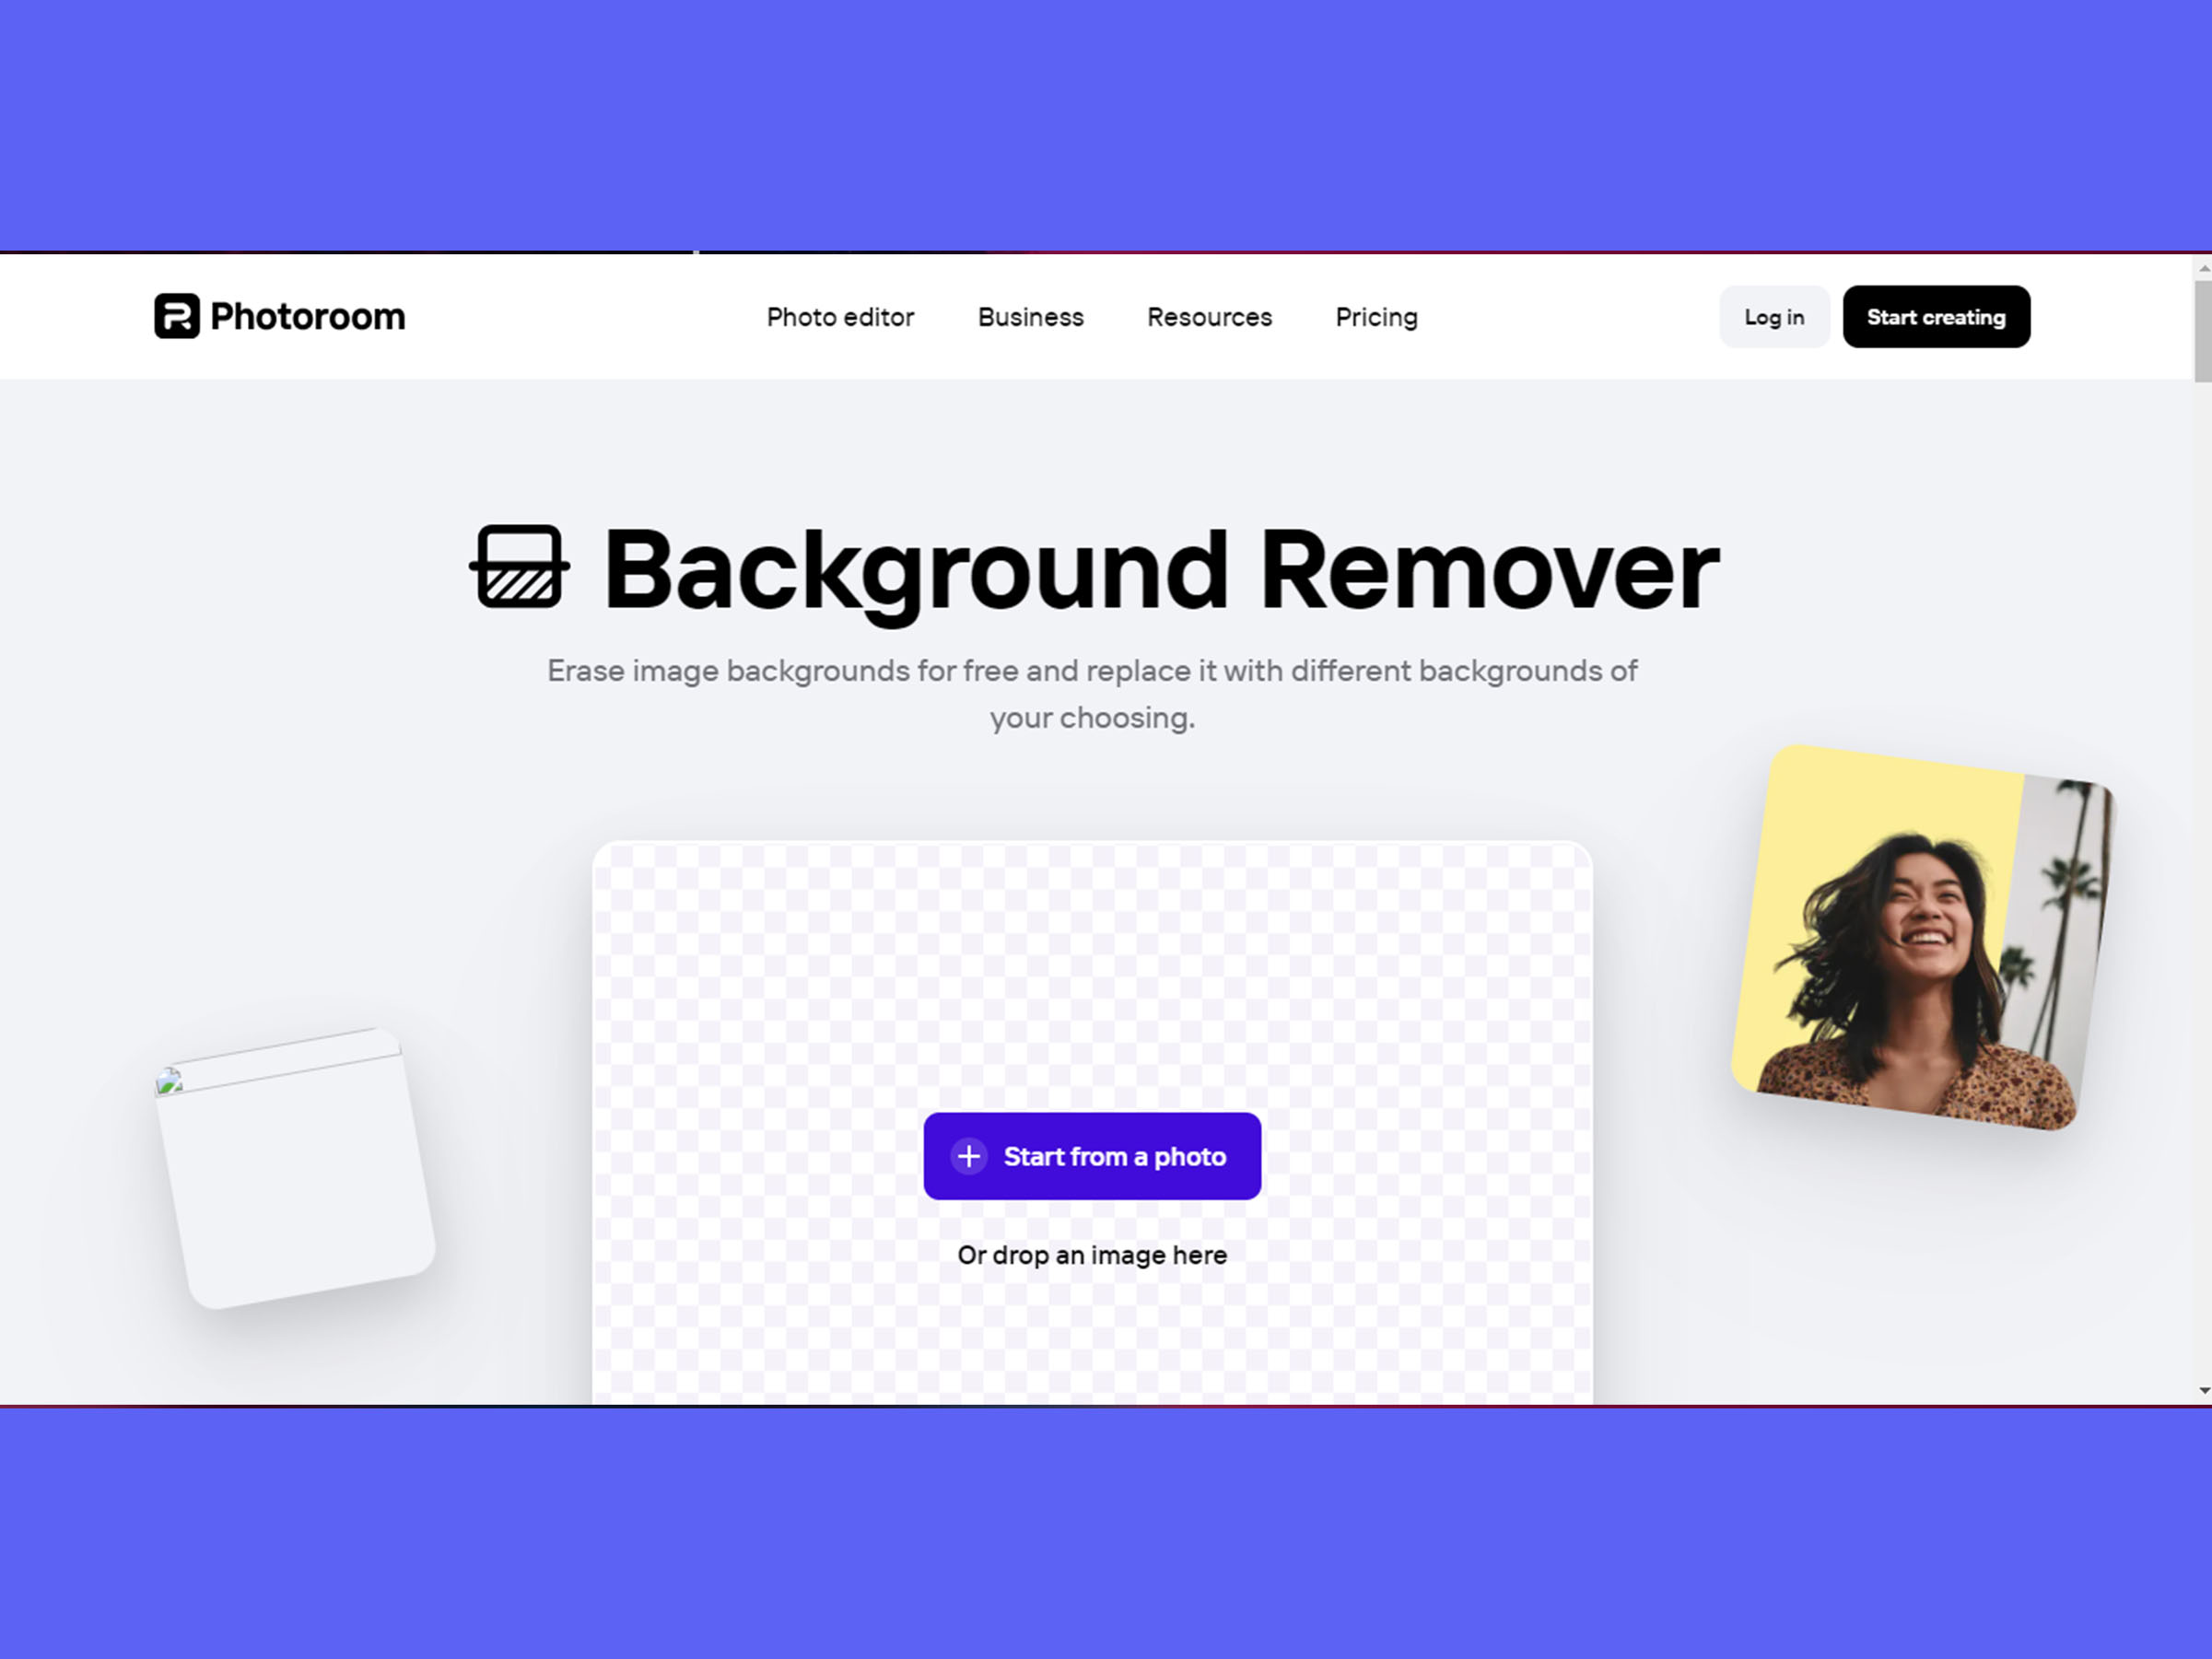 Photoroom
Photo editor
Business
Resources
Pricing
Log in
Start creating
Background Remover
Erase image backgrounds for free and replace it with different backgrounds of
your choosing.
Start from a photo
Or drop an image here